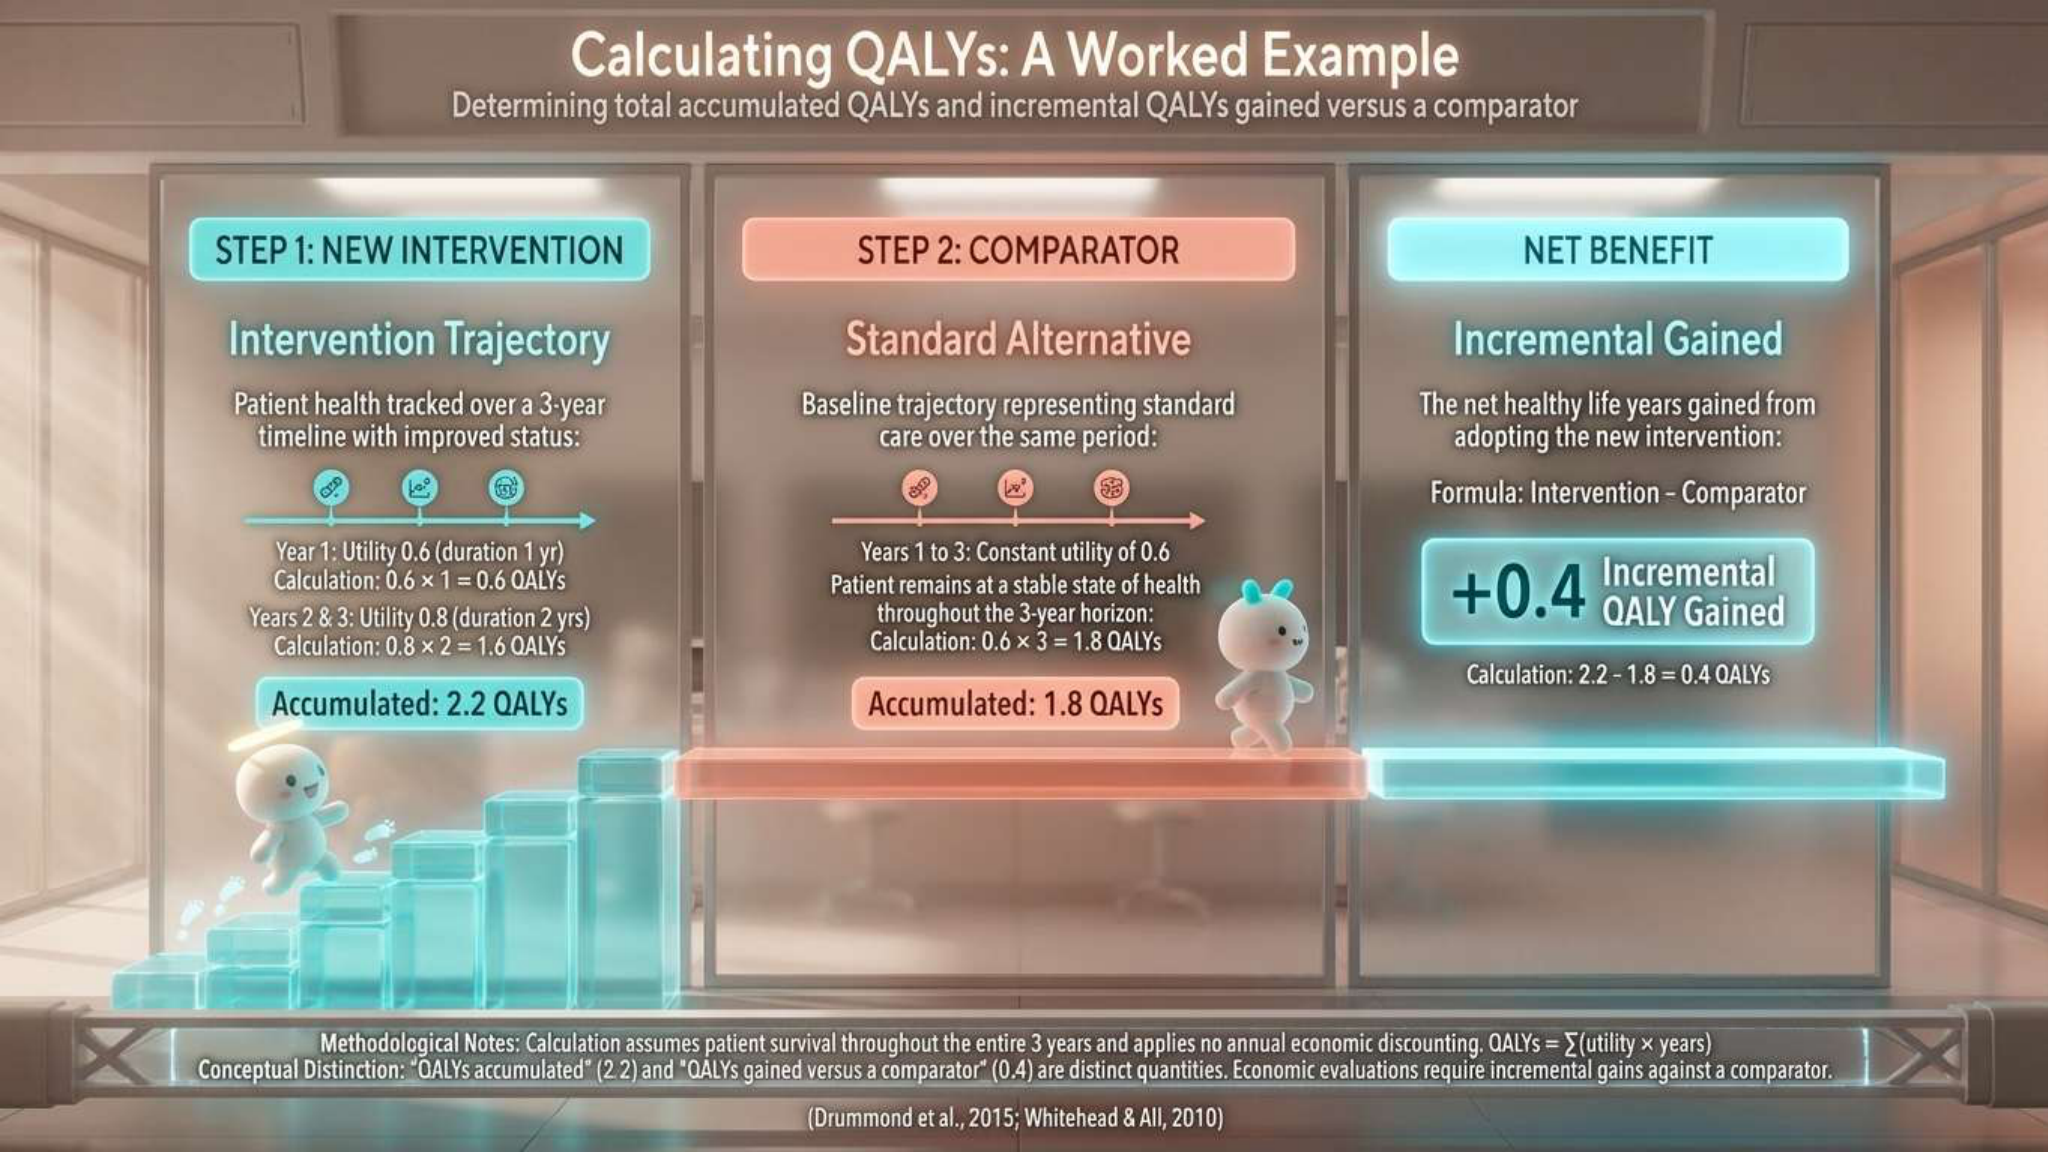 Calculating QALYs: A Worked Example
Determining total accumulated QALYs and incremental QALYs gained versus a comparator
STEP 1: NEW INTERVENTION
Intervention Trajectory
Patient health tracked over a 3-year
timeline with improved status:
Year 1: Utility 0.6 (duration 1 yr)
Calculation: 0.6 × 1 = 0.6 QALYs
Years 2 & 3: Utility 0.8 (duration 2 yrs)
Calculation: 0.8 × 2 = 1.6 QALYs
Accumulated: 2.2 QALYs
STEP 2: COMPARATOR
Standard Alternative
Baseline trajectory representing standard
care over the same period:
Years 1 to 3: Constant utility of 0.6
Patient remains at a stable state of health
throughout the 3-year horizon:
Calculation: 0.6 × 3 = 1.8 QALYs
Accumulated: 1.8 QALYs
NET BENEFIT
Incremental Gained
The net healthy life years gained from
adopting the new intervention:
Formula: Intervention – Comparator
+0.4 Incremental
QALY Gained
Calculation: 2.2 – 1.8 = 0.4 QALYs
Methodological Notes: Calculation assumes patient survival throughout the entire 3 years and applies no annual economic discounting. QALYs = ∑(utility × years)
Conceptual Distinction: "QALYs accumulated" (2.2) and "QALYs gained versus a comparator" (0.4) are distinct quantities. Economic evaluations require incremental gains against a comparator.
(Drummond et al., 2015; Whitehead & All, 2010)